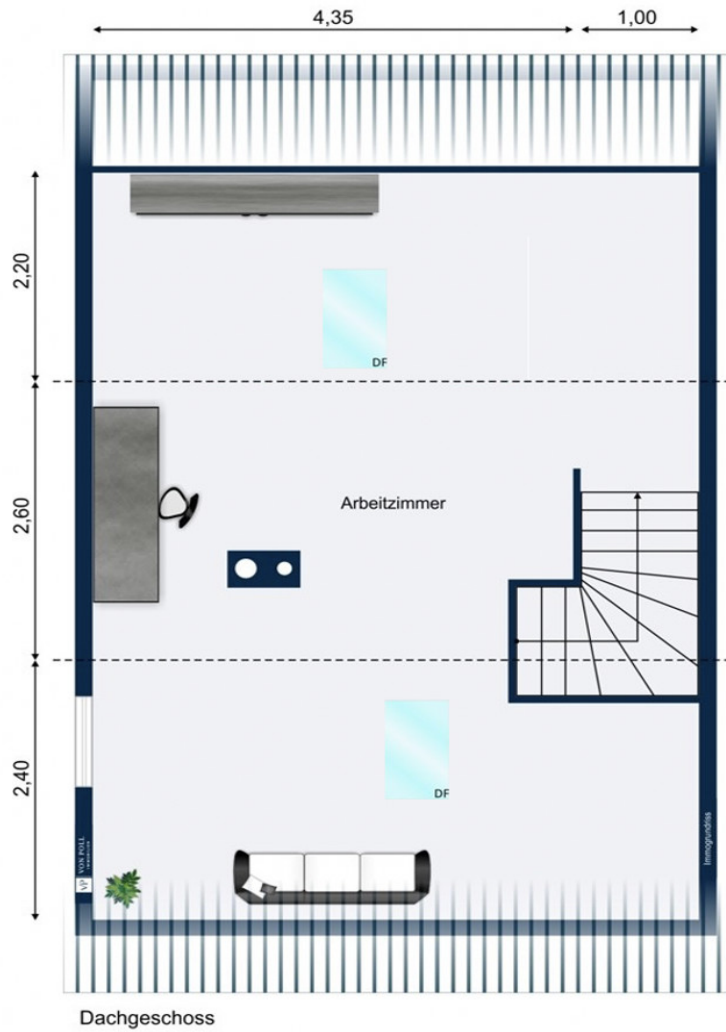 4,35
1,00
2,20
DF
2,60
Arbeitzimmer
DF
2,40
VON POLL
Immogrundriss
Dachgeschoss